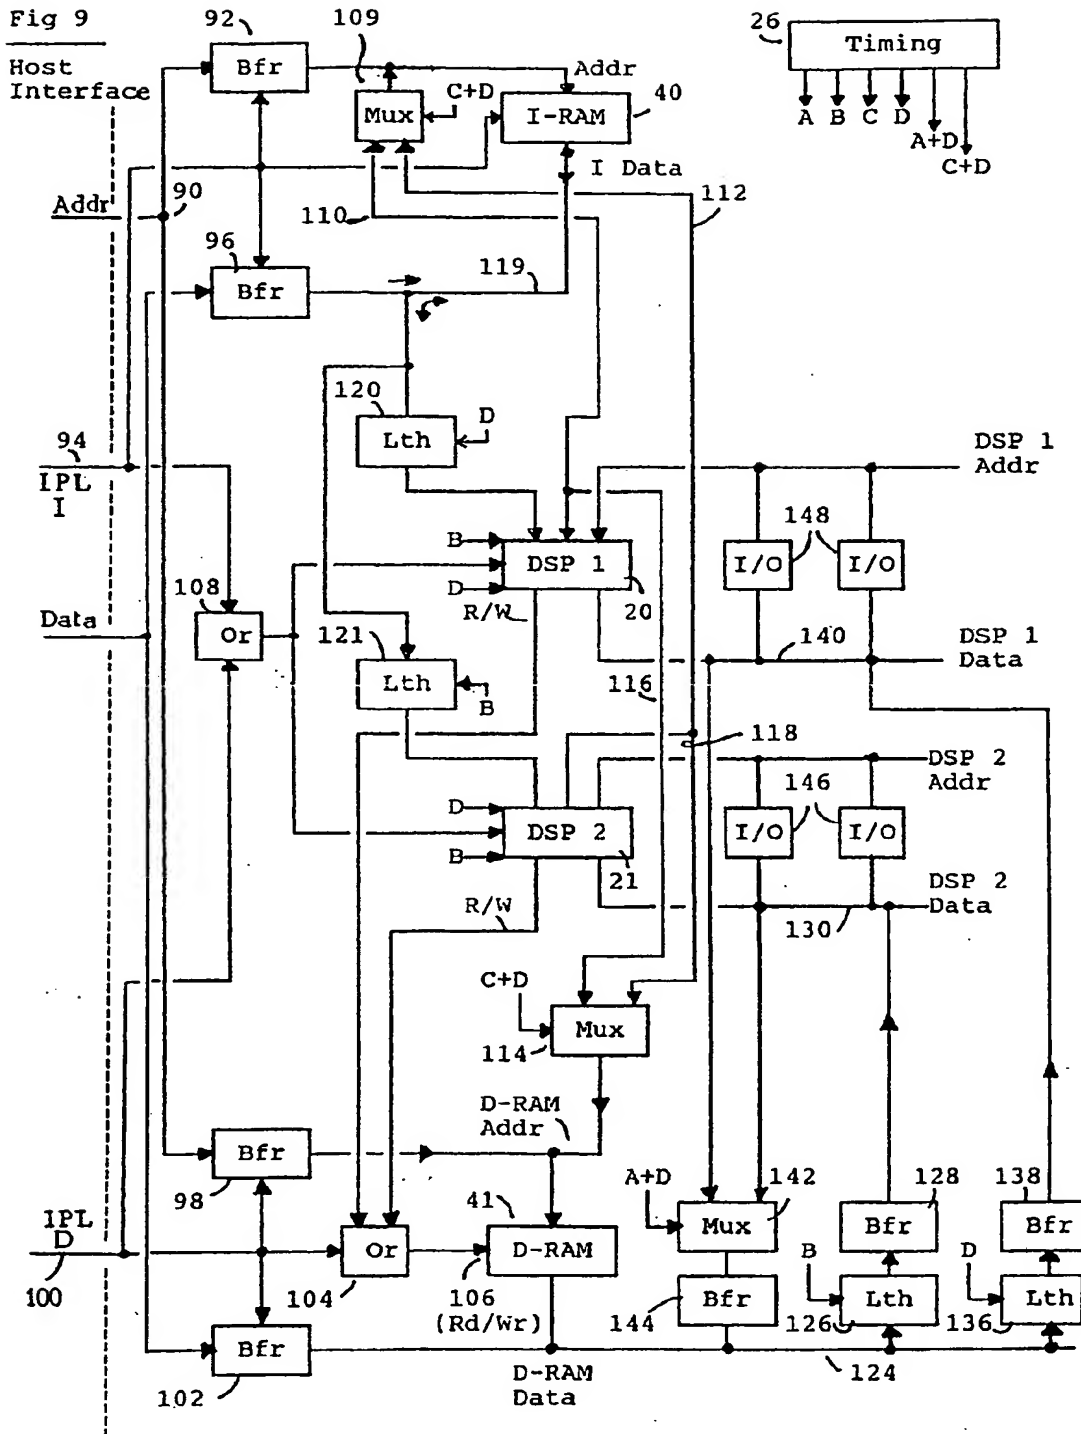 Fig 9
92
109
26
Timing
Host
Interface
Bfr
Addr
C+D
40
Mux
I-RAM
A
B
C
D
A+D
C+D
I Data
112
90
Addr
110
96
119
Bfr
120
D
Lth
94
IPL
I
DSP 1
Addr
148
B
DSP 1
I/O
I/O
108
D
R/W
20
Data
Or
121
DSP 1
Data
140
Lth
116
B
118
DSP 2
Addr
146
D
DSP 2
I/O
I/O
B
21
DSP 2
Data
R/W
130
C+D
Mux
114
D-RAM
Addr
Bfr
A+D
142
128
138
98
41
IPL
D
Mux
Bfr
Bfr
Or
D-RAM
B
D
100
104
106
(Rd/Wr)
144
Bfr
126
Lth
136
Lth
Bfr
124
102
D-RAM
Data